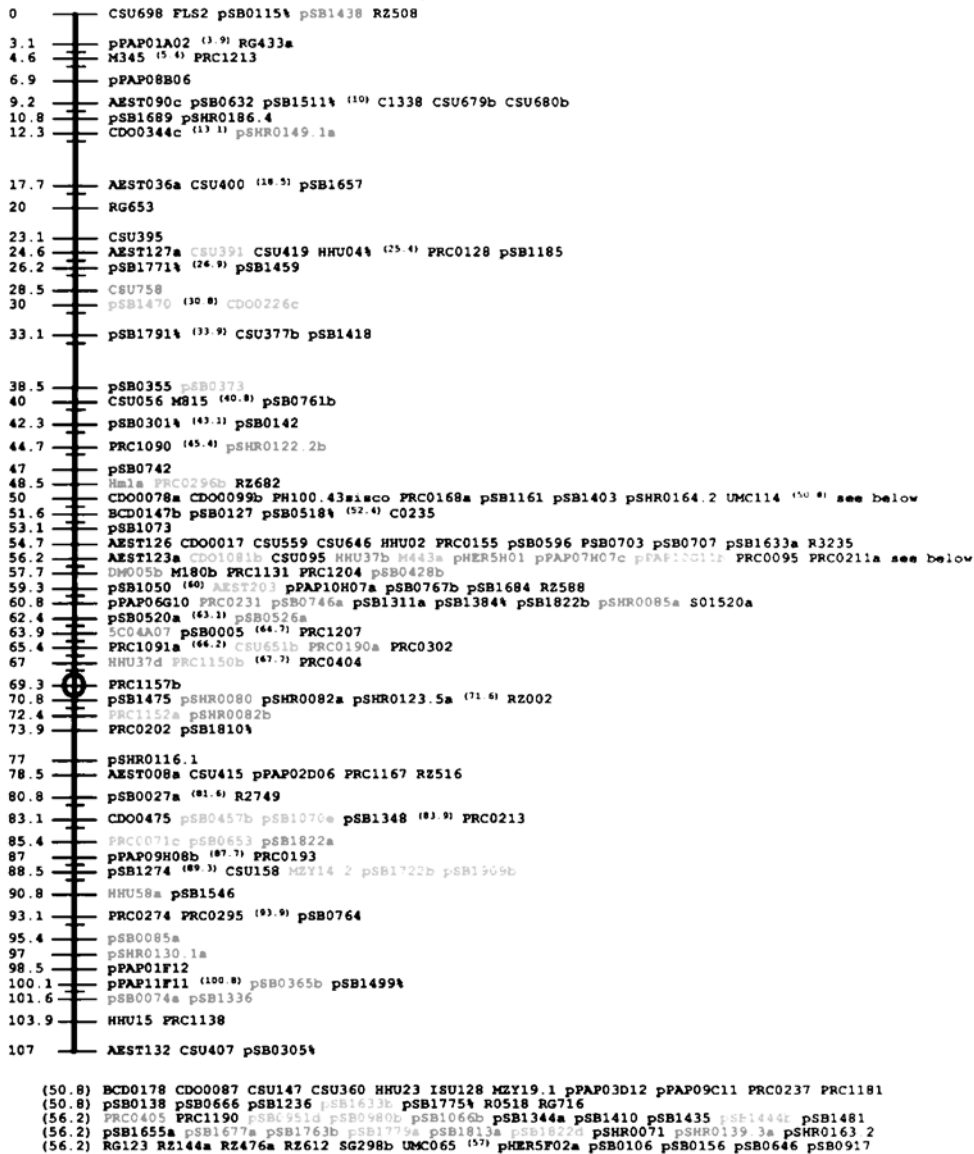 0 CSU698 FLS2 pSB0115% pSB1438 RZ508
3.1 pPAP01A02 (3.9) RG433a
4.6 M345 (5.4) PRC1213
6.9 pPAP08B06
9.2 AEST090c pSB0632 pSB1511% (10) C1338 CSU679b CSU680b
10.8 pSB1689 pSHR0186.4
12.3 CDO0344c (13.1) pSHR0149.1a
17.7 AEST036a CSU400 (18.5) pSB1657
20 RG653
23.1 CSU395
24.6 AEST127a CSU391 CSU419 HHU04% (25.4) PRC0128 pSB1185
26.2 pSB1771% (26.9) pSB1459
28.5 CSU758
30 pSB1470 (30.8) CDO0226c
33.1 pSB1791% (33.9) CSU377b pSB1418
38.5 pSB0355 pSB0373
40 CSU056 M815 (40.8) pSB0761b
42.3 pSB0301% (43.1) pSB0142
44.7 PRC1090 (45.4) pSHR0122.2b
47 pSB0742
48.5 Hmla PRC0296b RZ682
50 CDO0078a CDO0099b PH100.43sisco PRC0168a pSB1161 pSB1403 pSHR0164.2 UMC114 (50.8) see below
51.6 BCD0147b pSB0127 pSB0518% (52.4) C0235
53.1 pSB1073
54.7 AEST126 CDO0017 CSU559 CSU646 HHU02 PRC0155 pSB0596 PSB0703 pSB0707 pSB1633a R3235
56.2 AEST123a CDO1081b CSU095 HHU37b M443a pHER5H01 pPAP07H07c PRC0095 PRC0211a see below
57.7 DM005b M180b PRC1131 PRC1204 pSB0428b
59.3 pSB1050 (60) AEST203 pPAP10H07a pSB0767b pSB1684 RZ588
60.8 pPAP06G10 PRC0231 pSB0746a pSB1311a pSB1384% pSB1822b pSHR0085a S01520a
62.4 pSB0520a (63.1) pSB0526a
63.9 5C04A07 pSB0005 (64.7) PRC1207
65.4 PRC1091a (66.2) CSU651b PRC0190a PRC0302
67 HHU37d PRC1150b (67.7) PRC0404
69.3 PRC1157b
70.8 pSB1475 pSHR0080 pSHR0082a pSHR0123.5a (71.6) RZ002
72.4 PRC1152a pSHR0082b
73.9 PRC0202 pSB1810%
77 pSHR0116.1
78.5 AEST008a CSU415 pPAP02D06 PRC1167 RZ516
80.8 pSB0027a (81.6) R2749
83.1 CDO0475 pSB0457b pSB1070e pSB1348 (83.9) PRC0213
85.4 PRC0071c pSB0653 pSB1822a
87 pPAP09H08b (87.7) PRC0193
88.5 pSB1274 (89.3) CSU158 MZY14 2 pSB1722b pSB1909b
90.8 HHU58a pSB1546
93.1 PRC0274 PRC0295 (93.9) pSB0764
95.4 pSB0085a
97 pSHR0130.1a
98.5 pPAP01F12
100.1 pPAP11F11 (100.8) pSB0365b pSB1499%
101.6 pSB0074a pSB1336
103.9 HHU15 PRC1138
107 AEST132 CSU407 pSB0305%
(50.8) BCD0178 CDO0087 CSU147 CSU360 HHU23 ISU128 MZY19.1 pPAP03D12 pPAP09C11 PRC0237 PRC1181
(50.8) pSB0138 pSB0666 pSB1236 pSB1633b pSB1775% R0518 RG716
(56.2) PRC0405 PRC1190 pSB0951d pSB0980b pSB1066b pSB1344a pSB1410 pSB1435 pSB1444b pSB1481
(56.2) pSB1655a pSB1677a pSB1763b pSB1779a pSB1813a pSB1822d pSHR0071 pSHR0139.3a pSHR0163 2
(56.2) RG123 RZ144a RZ476a RZ612 SG298b UMC065 (57) pHER5F02a pSB0106 pSB0156 pSB0646 pSB0917